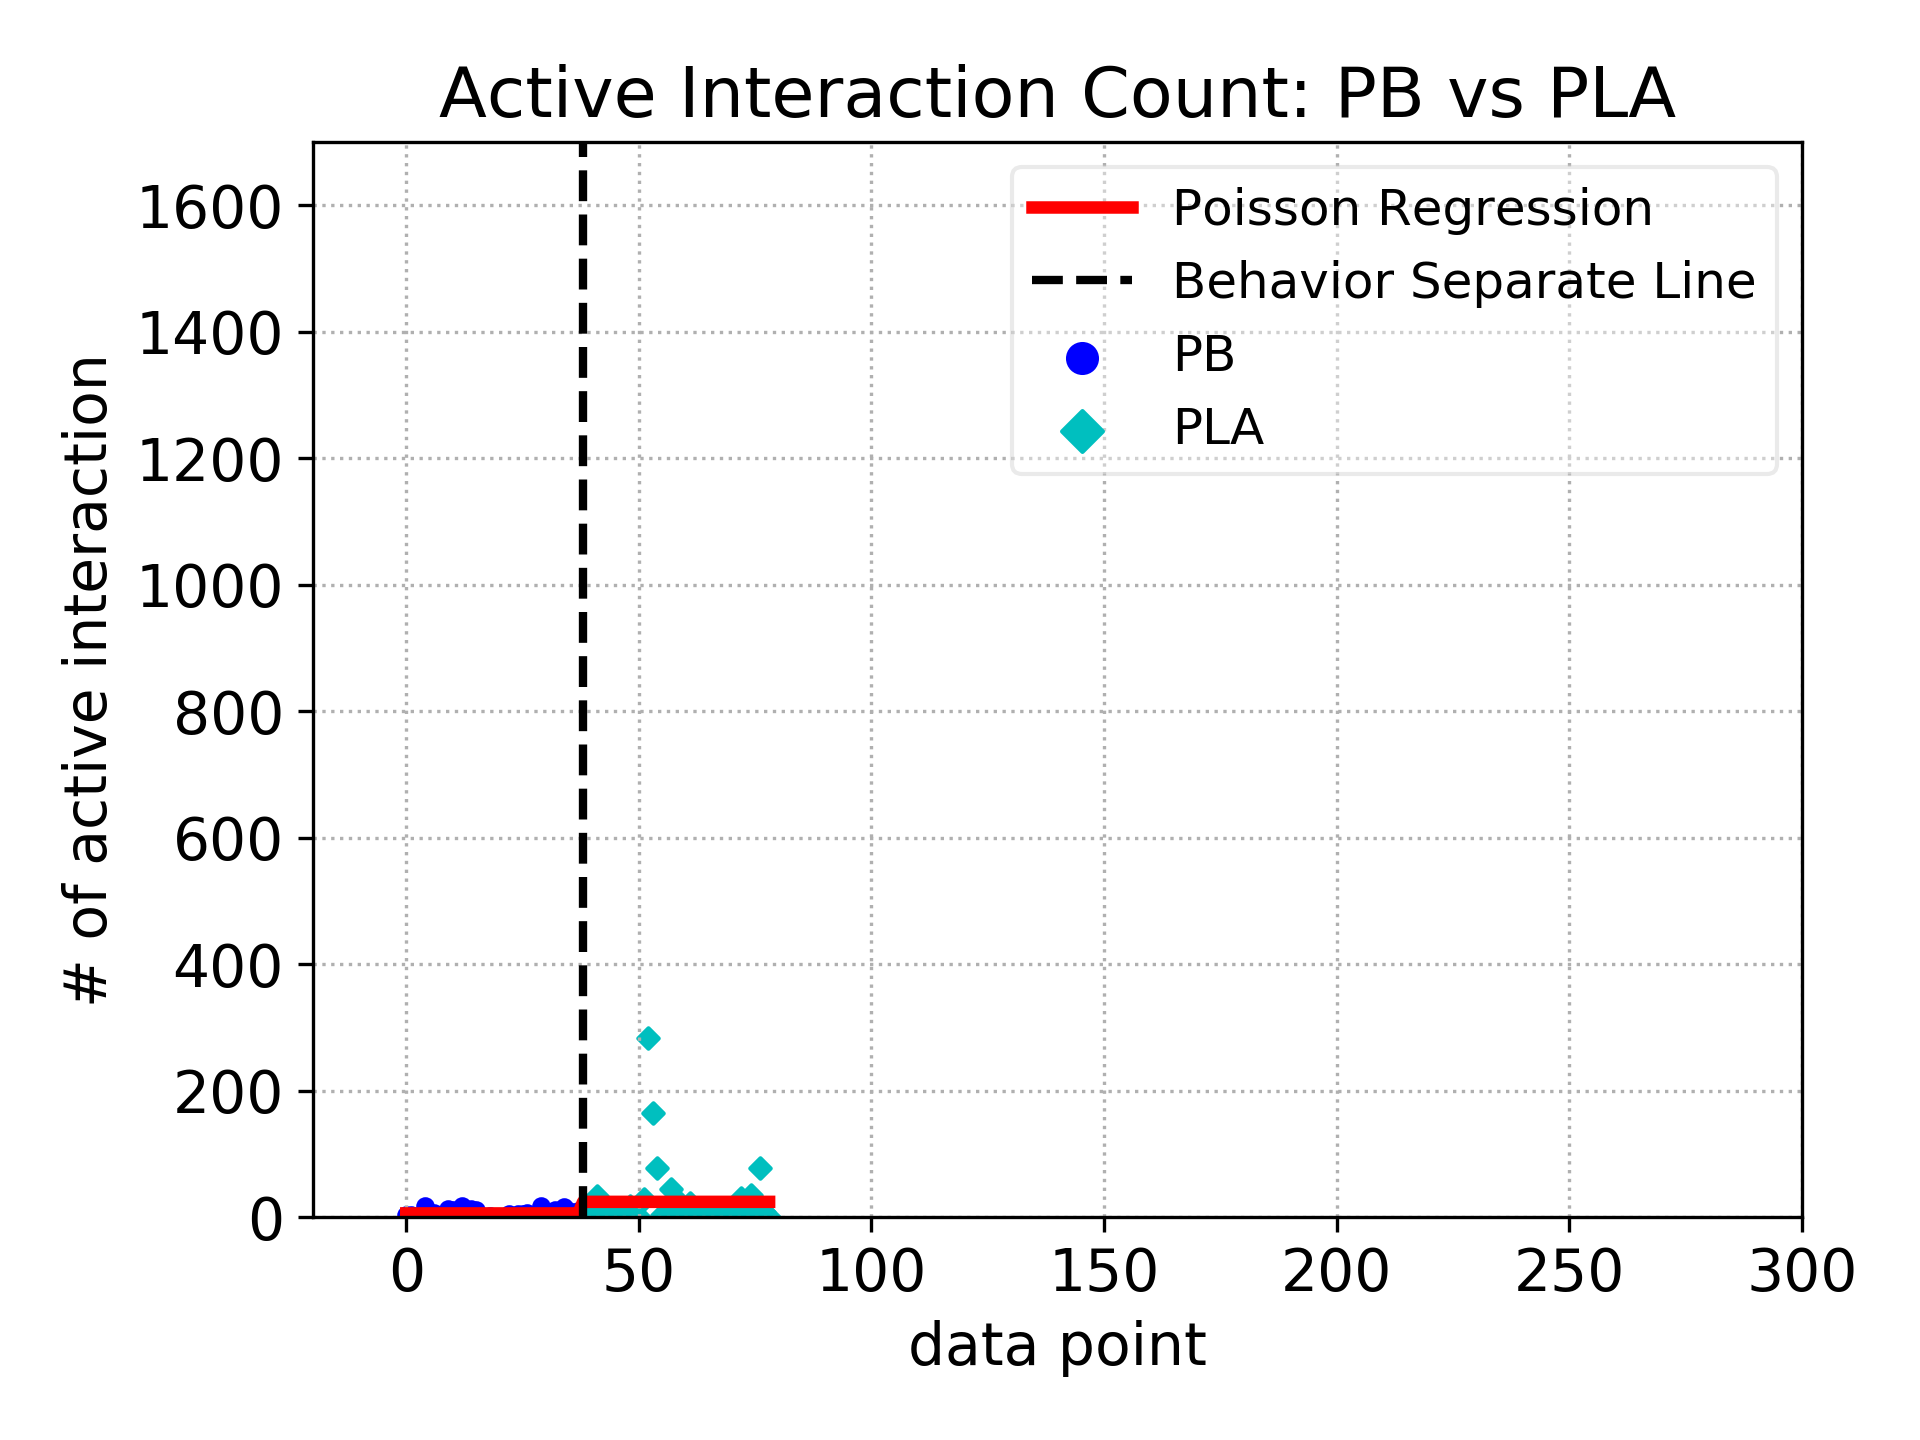 Active Interaction Count: PB vs PLA
Poisson Regression
Behavior Separate Line
PB
PLA
# of active interaction
1600
1400
1200
1000
800
600
400
200
0
0 50 100 150 200 250 300
data point